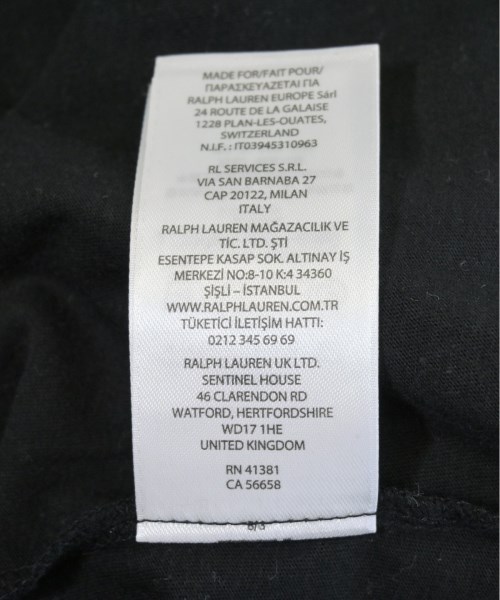 MADE FOR/FAIT POUR/
ΠΑΡΑΣΚΕΥΑΖΕΤΑΙ ΓΙΑ
RALPH LAUREN EUROPE Sárl
24 ROUTE DE LA GALAISE
1228 PLAN-LES-OUATES,
SWITZERLAND
N.I.F. : IT03945310963
RL SERVICES S.R.L.
VIA SAN BARNABA 27
CAP 20122, MILAN
ITALY
RALPH LAUREN MAĞAZACILIK VE
TİC. LTD. ŞTİ
ESENTEPE KASAP SOK. ALTINAY İŞ
MERKEZİ NO:8-10 K:4 34360
ŞİŞLİ – İSTANBUL
WWW.RALPHLAUREN.COM.TR
TÜKETİCİ İLETİŞİM HATTI:
0212 345 69 69
RALPH LAUREN UK LTD.
SENTINEL HOUSE
46 CLARENDON RD
WATFORD, HERTFORDSHIRE
WD17 1HE
UNITED KINGDOM
RN 41381
CA 56658